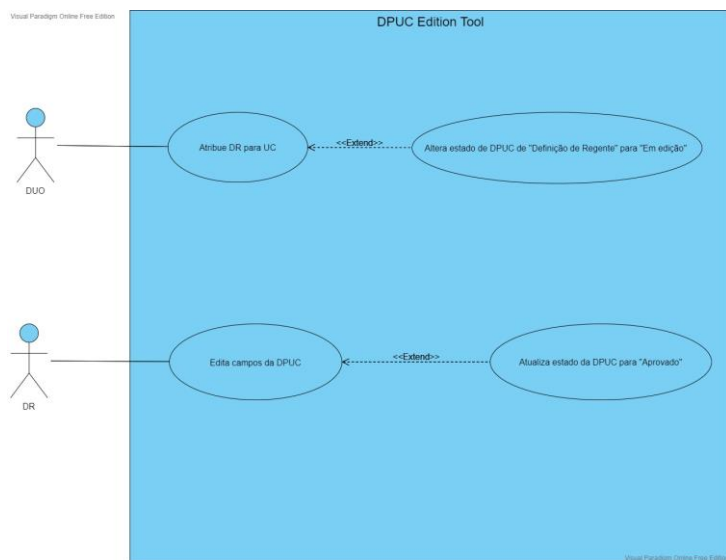 Visual Paradigm Online Free Edition
DPUC Edition Tool
DUO
Atribue DR para UC
<<Extend>>
Altera estado de DPUC de "Definição de Regente" para "Em edição"
DR
Edita campos da DPUC
<<Extend>>
Atualiza estado da DPUC para "Aprovado"
Visual Paradigm Online Free Edition